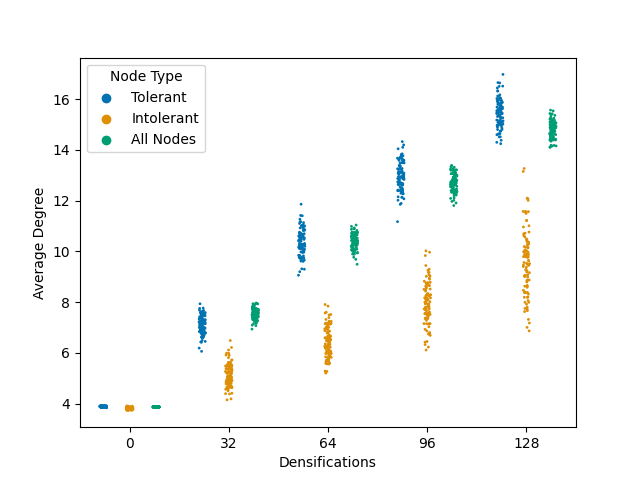 Node Type
Tolerant
Intolerant
All Nodes
16
14
12
10
8
6
4
Average Degree
0 32 64 96 128
Densifications